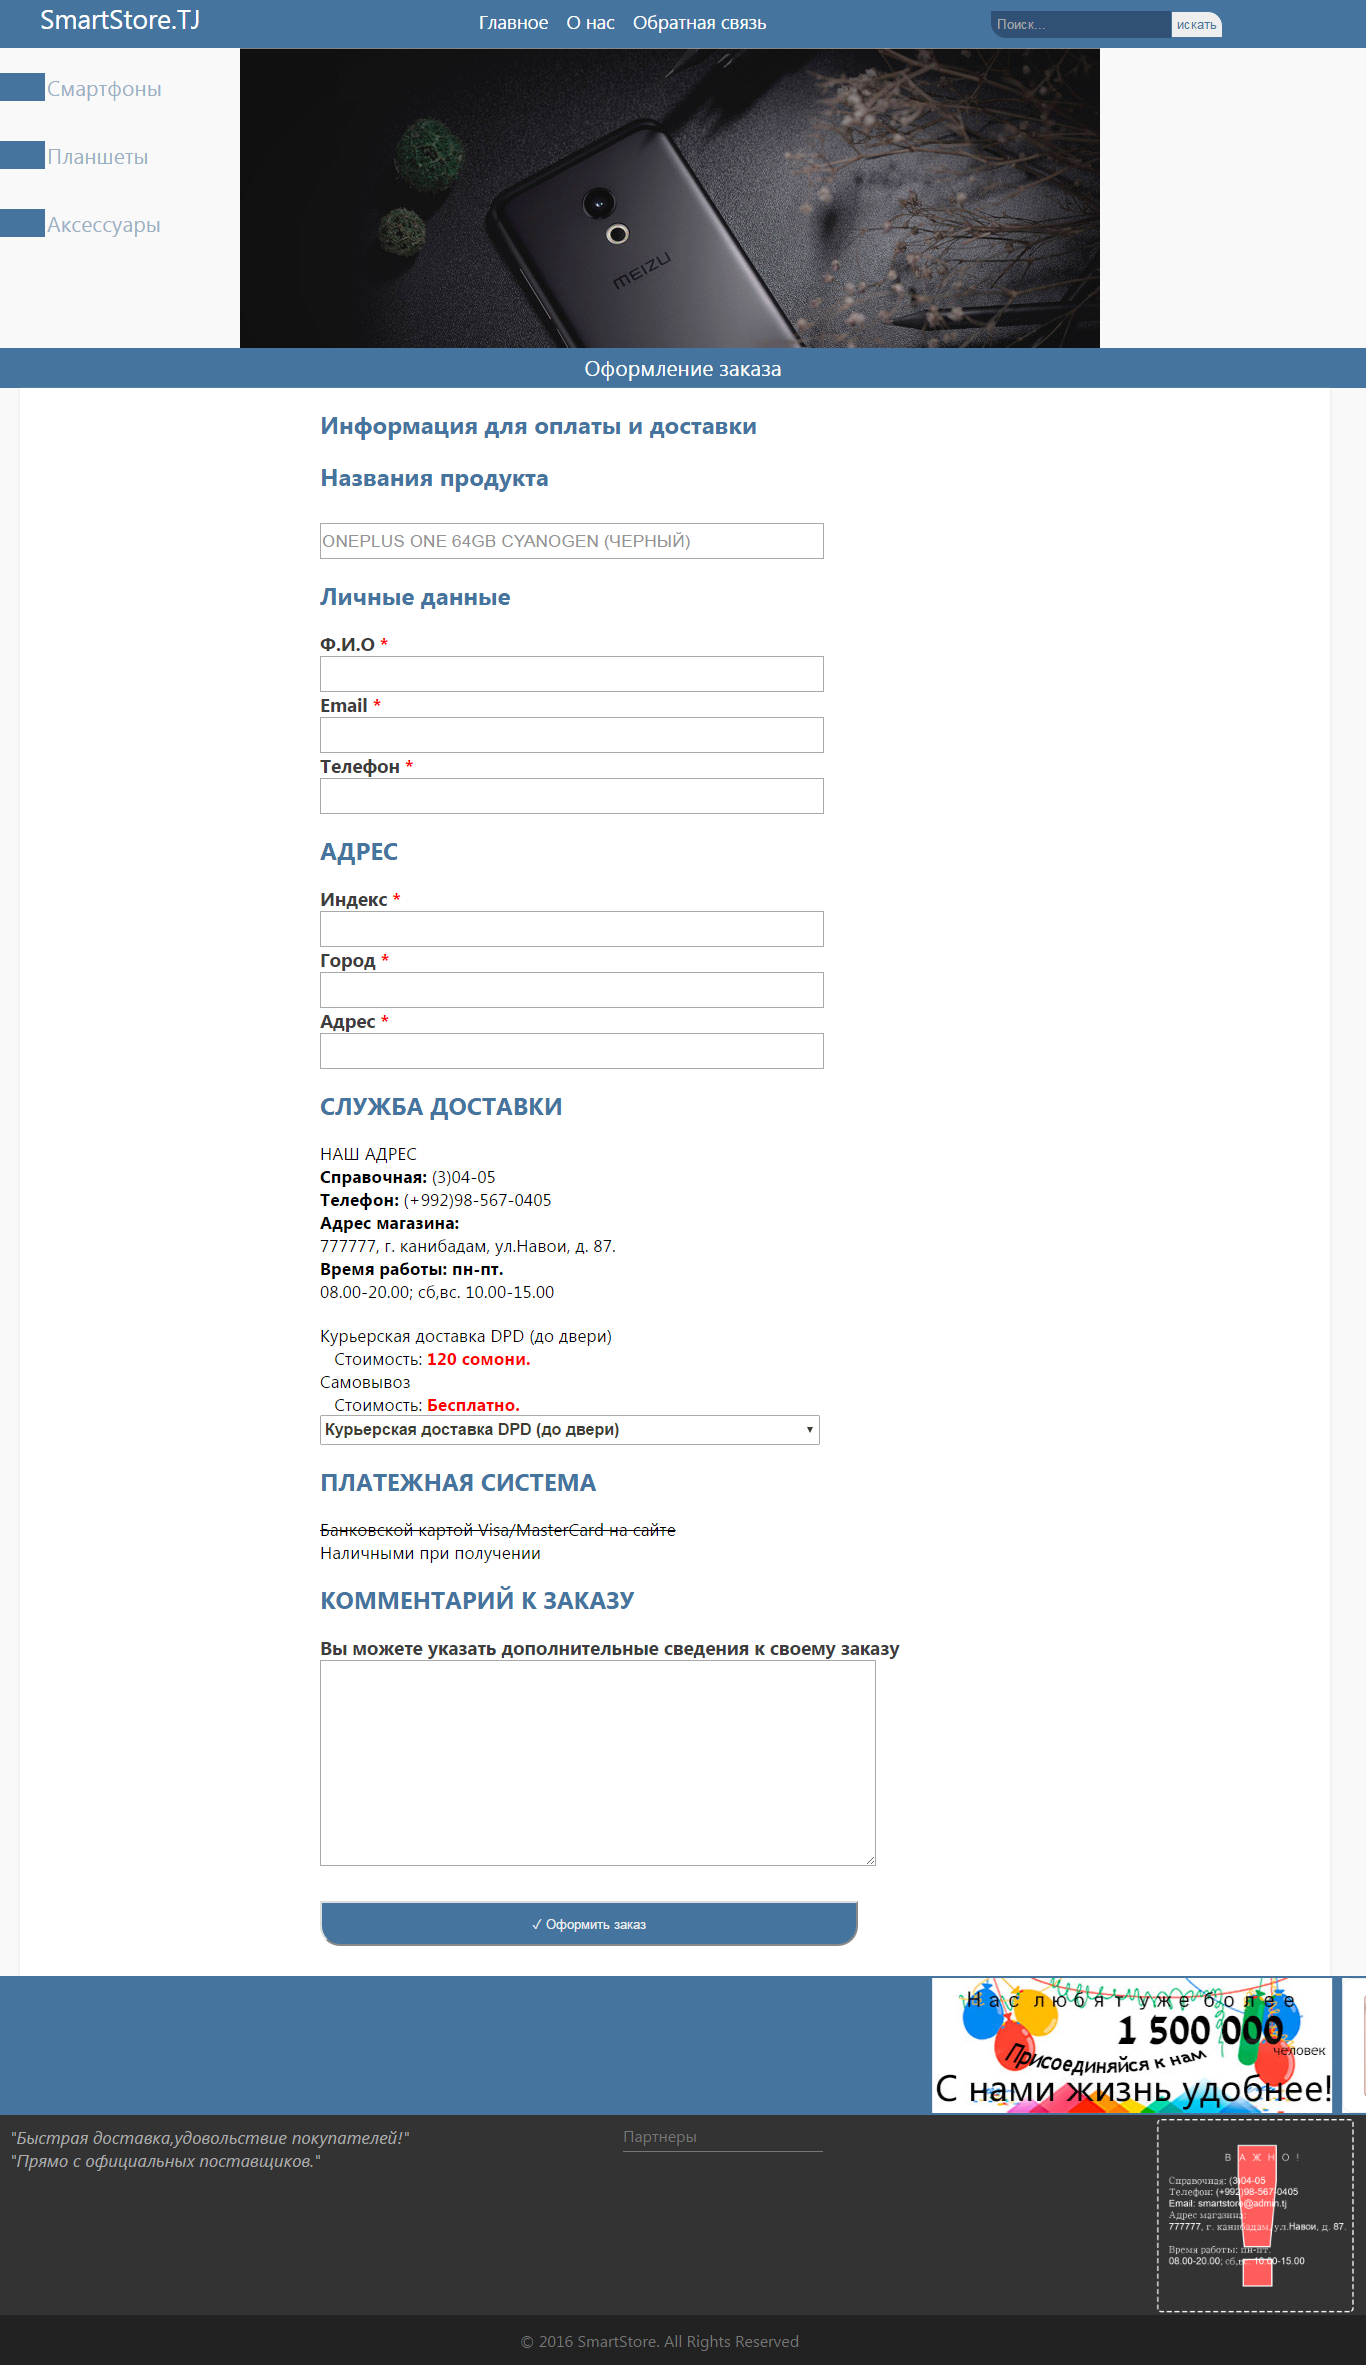 SmartStore.TJ
Главное О нас Обратная связь
Поиск...
искать
Смартфоны
Планшеты
Аксессуары
MEIZU
Оформление заказа
Информация для оплаты и доставки
Названия продукта
ONEPLUS ONE 64GB CYANOGEN (ЧЕРНЫЙ)
Личные данные
Ф.И.О *
Email *
Телефон *
АДРЕС
Индекс *
Город *
Адрес *
СЛУЖБА ДОСТАВКИ
НАШ АДРЕС
Справочная: (3)04-05
Телефон: (+992)98-567-0405
Адрес магазина:
777777, г. канибадам, ул.Навои, д. 87.
Время работы: пн-пт.
08.00-20.00; сб,вс. 10.00-15.00
Курьерская доставка DPD (до двери)
Стоимость: 120 сомони.
Самовывоз
Стоимость: Бесплатно.
Курьерская доставка DPD (до двери)
ПЛАТЕЖНАЯ СИСТЕМА
Банковской картой Visa/MasterCard на сайте
Наличными при получении
КОММЕНТАРИЙ К ЗАКАЗУ
Вы можете указать дополнительные сведения к своему заказу
✓ Оформить заказ
Нас любят уже более
1 500 000
человек
Присоединяйся к нам
С нами жизнь удобнее!
"Быстрая доставка,удовольствие покупателей!"
"Прямо с официальных поставщиков."
Партнеры
ВАЖНО!
Справочная: (3)04-05
Телефон: (+992)98-567-0405
Email: smartstore@admin.tj
Адрес магазина:
777777, г. канибадам, ул.Навои, д. 87.
Время работы: пн-пт.
08.00-20.00; сб,вс. 10.00-15.00
© 2016 SmartStore. All Rights Reserved